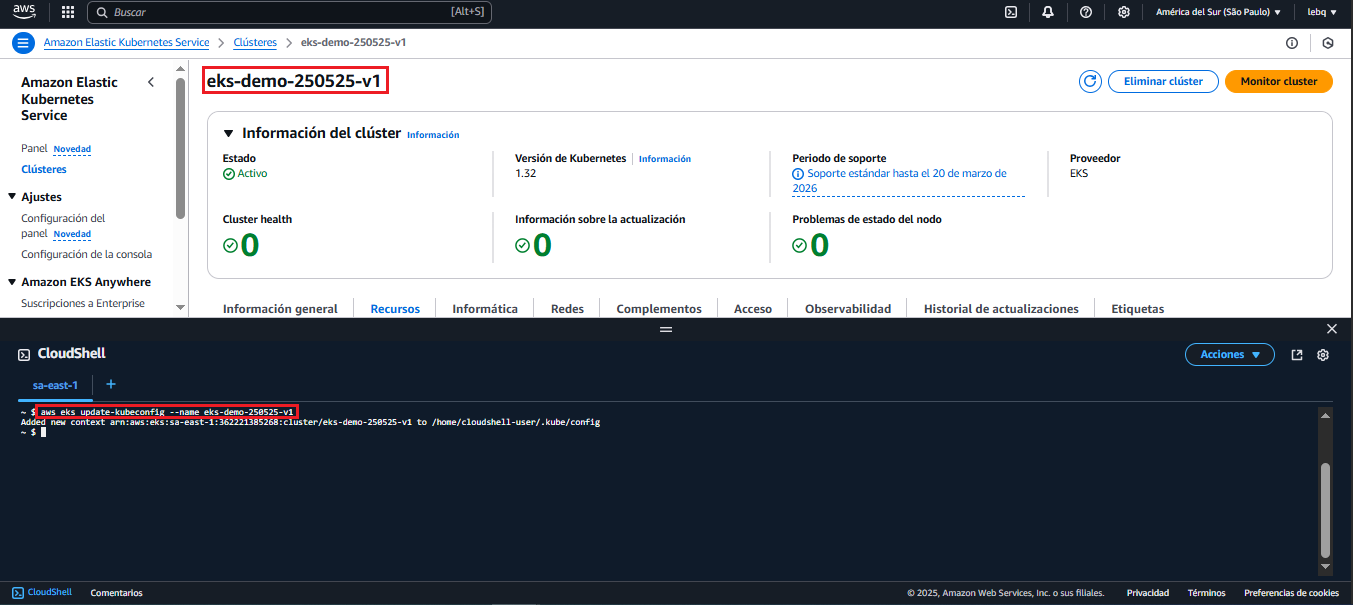 aws
Buscar [Alt+S] América del Sur (São Paulo) ▼ lebq ▼
Amazon Elastic Kubernetes Service > Clústeres > eks-demo-250525-v1
Amazon Elastic
Kubernetes
Service
Panel Novedad
Clústeres
Ajustes
Configuración del
panel Novedad
Configuración de la consola
Amazon EKS Anywhere
Suscripciones a Enterprise
eks-demo-250525-v1
Eliminar clúster Monitor cluster
Información del clúster Información
Estado
Activo
Versión de Kubernetes Información
1.32
Periodo de soporte
Soporte estándar hasta el 20 de marzo de
2026
Proveedor
EKS
Cluster health
0
Información sobre la actualización
0
Problemas de estado del nodo
0
Información general Recursos Informática Redes Complementos Acceso Observabilidad Historial de actualizaciones Etiquetas
CloudShell
Acciones ▼
sa-east-1 +
~ $ aws eks update-kubeconfig --name eks-demo-250525-v1
Added new context arn:aws:eks:sa-east-1:362221385268:cluster/eks-demo-250525-v1 to /home/cloudshell-user/.kube/config
~ $
CloudShell Comentarios © 2025, Amazon Web Services, Inc. o sus filiales. Privacidad Términos Preferencias de cookies